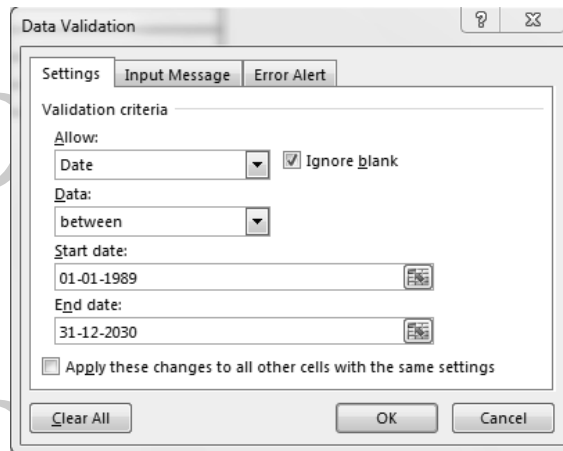 Data Validation ?
Settings Input Message Error Alert
Validation criteria
Allow:
Date Ignore blank
Data:
between
Start date:
01-01-1989
End date:
31-12-2030
Apply these changes to all other cells with the same settings
Clear All OK Cancel